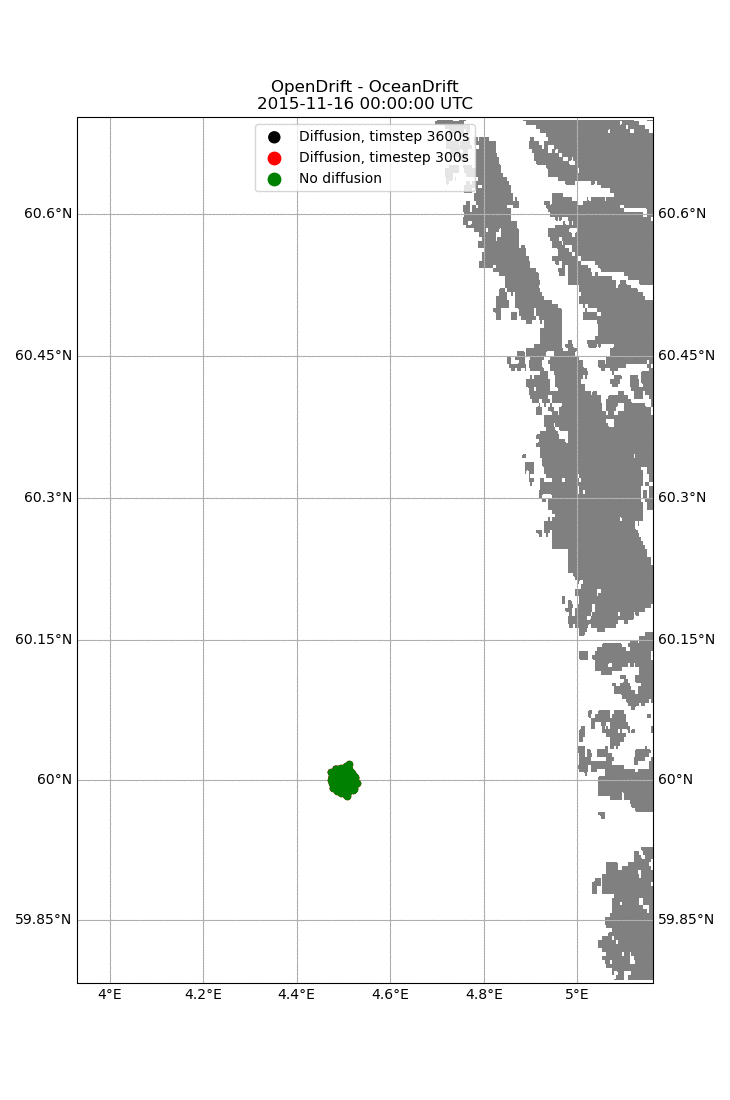 OpenDrift - OceanDrift
2015-11-16 00:00:00 UTC
Diffusion, timstep 3600s
Diffusion, timestep 300s
No diffusion
60.6°N 60.6°N
60.45°N 60.45°N
60.3°N 60.3°N
60.15°N 60.15°N
60°N 60°N
59.85°N 59.85°N
4°E 4.2°E 4.4°E 4.6°E 4.8°E 5°E